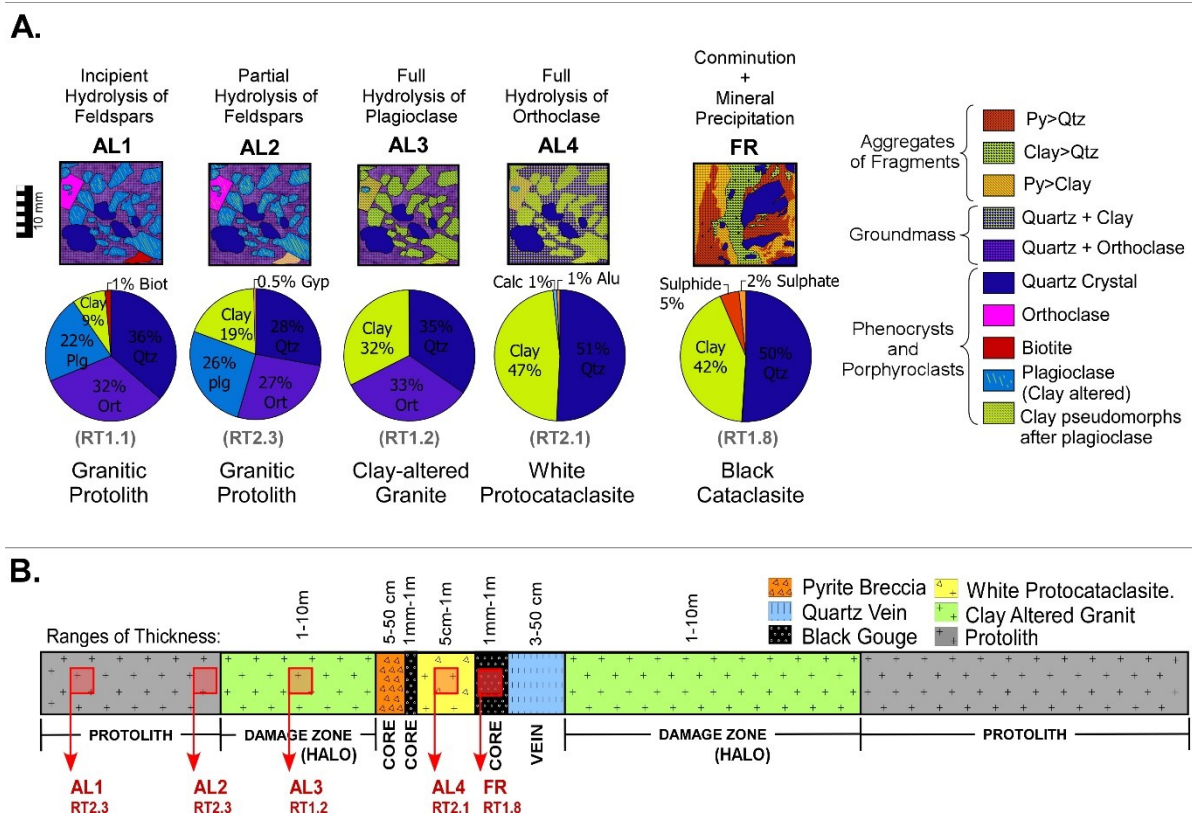 A.
Incipient
Hydrolysis of
Feldspars
AL1
Partial
Hydrolysis of
Feldspars
AL2
Full
Hydrolysis of
Plagioclase
AL3
Full
Hydrolysis of
Orthoclase
AL4
Conminution
+
Mineral
Precipitation
FR
10 mm
1% Biot
Clay
9%
36%
Qtz
22%
Plg
32%
Ort
(RT1.1)
Granitic
Protolith
0.5% Gyp
Clay
19%
28%
Qtz
26%
plg
27%
Ort
(RT2.3)
Granitic
Protolith
Clay
32%
35%
Qtz
33%
Ort
(RT1.2)
Clay-altered
Granite
Calc 1%
1% Alu
Clay
47%
51%
Qtz
(RT2.1)
White
Protocataclasite
Sulphide
5%
2% Sulphate
Clay
42%
50%
Qtz
(RT1.8)
Black
Cataclasite
Aggregates
of Fragments
Py>Qtz
Clay>Qtz
Py>Clay
Groundmass
Quartz + Clay
Quartz + Orthoclase
Phenocrysts
and
Porphyroclasts
Quartz Crystal
Orthoclase
Biotite
Plagioclase
(Clay altered)
Clay pseudomorphs
after plagioclase
B.
Ranges of Thickness:
1-10m
5-50 cm
1mm-1m
5cm-1m
1mm-1m
3-50 cm
1-10m
Pyrite Breccia
Quartz Vein
Black Gouge
White Protocataclasite.
Clay Altered Granit
Protolith
PROTOLITH
DAMAGE ZONE
(HALO)
CORE
CORE
CORE
VEIN
DAMAGE ZONE
(HALO)
PROTOLITH
AL1
RT2.3
AL2
RT2.3
AL3
RT1.2
AL4
RT2.1
FR
RT1.8